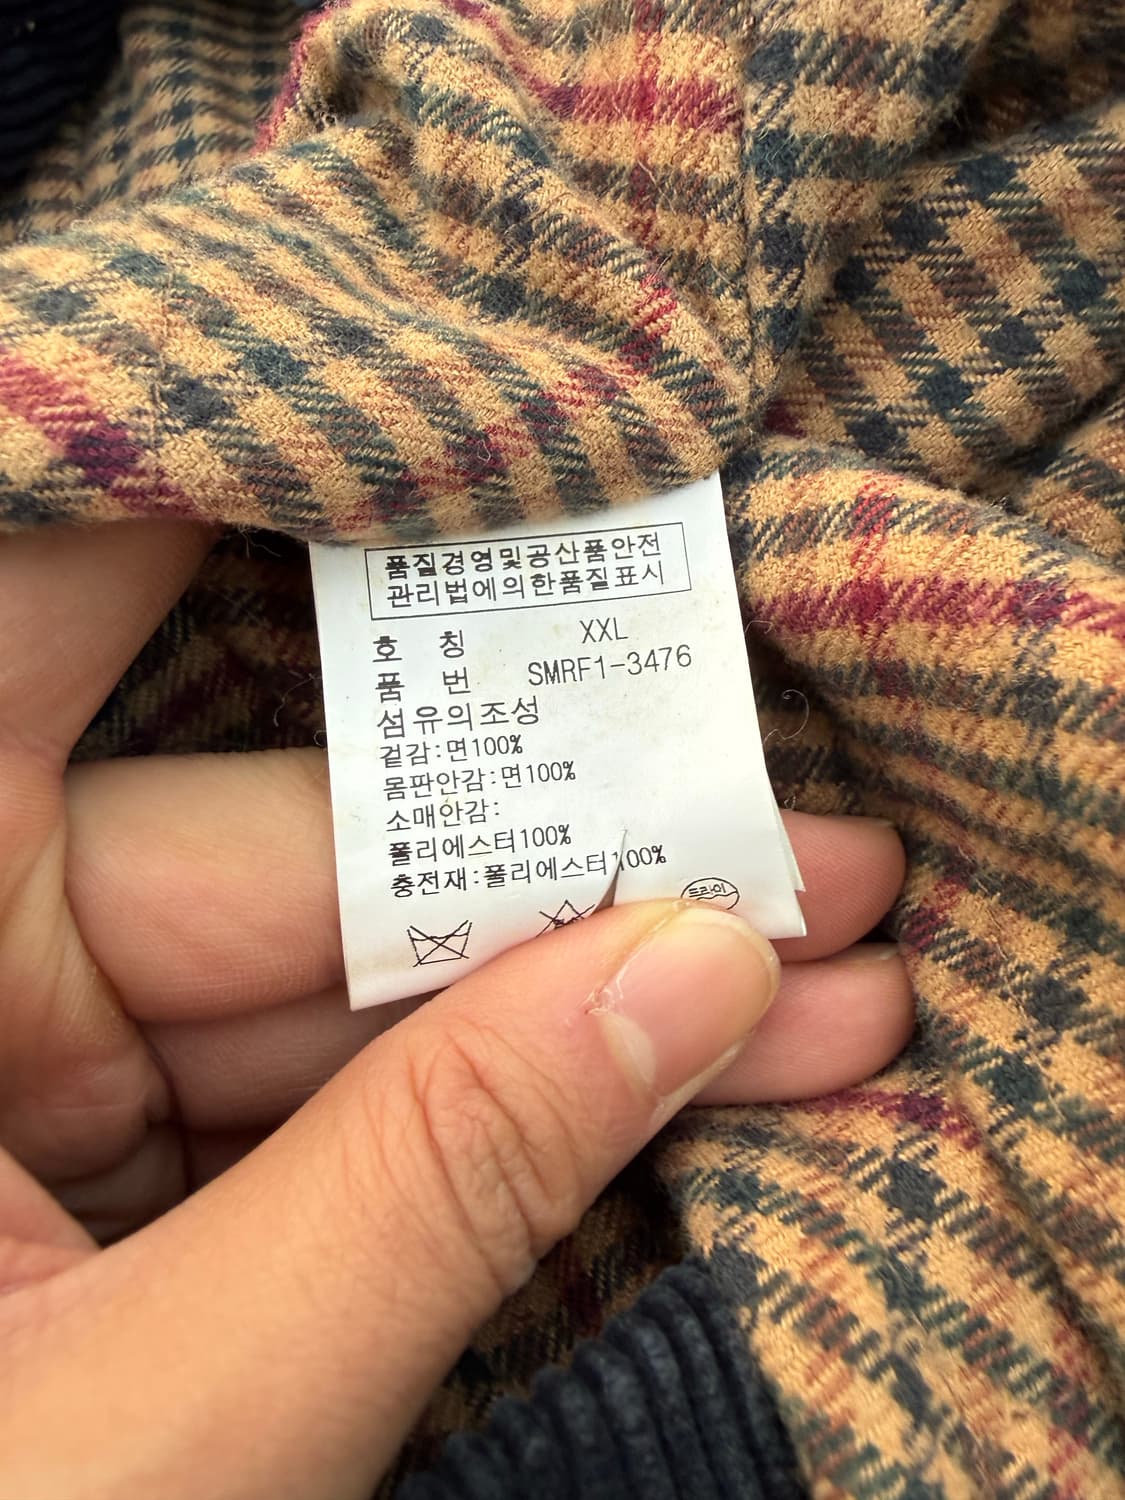 품질경영및공산품안전
관리법에의한품질표시
호 칭 XXL
품 번 SMRF1-3476
섬유의조성
겉감:면100%
몸판안감:면100%
소매안감:
폴리에스터100%
충전재:폴리에스터100%
드라이